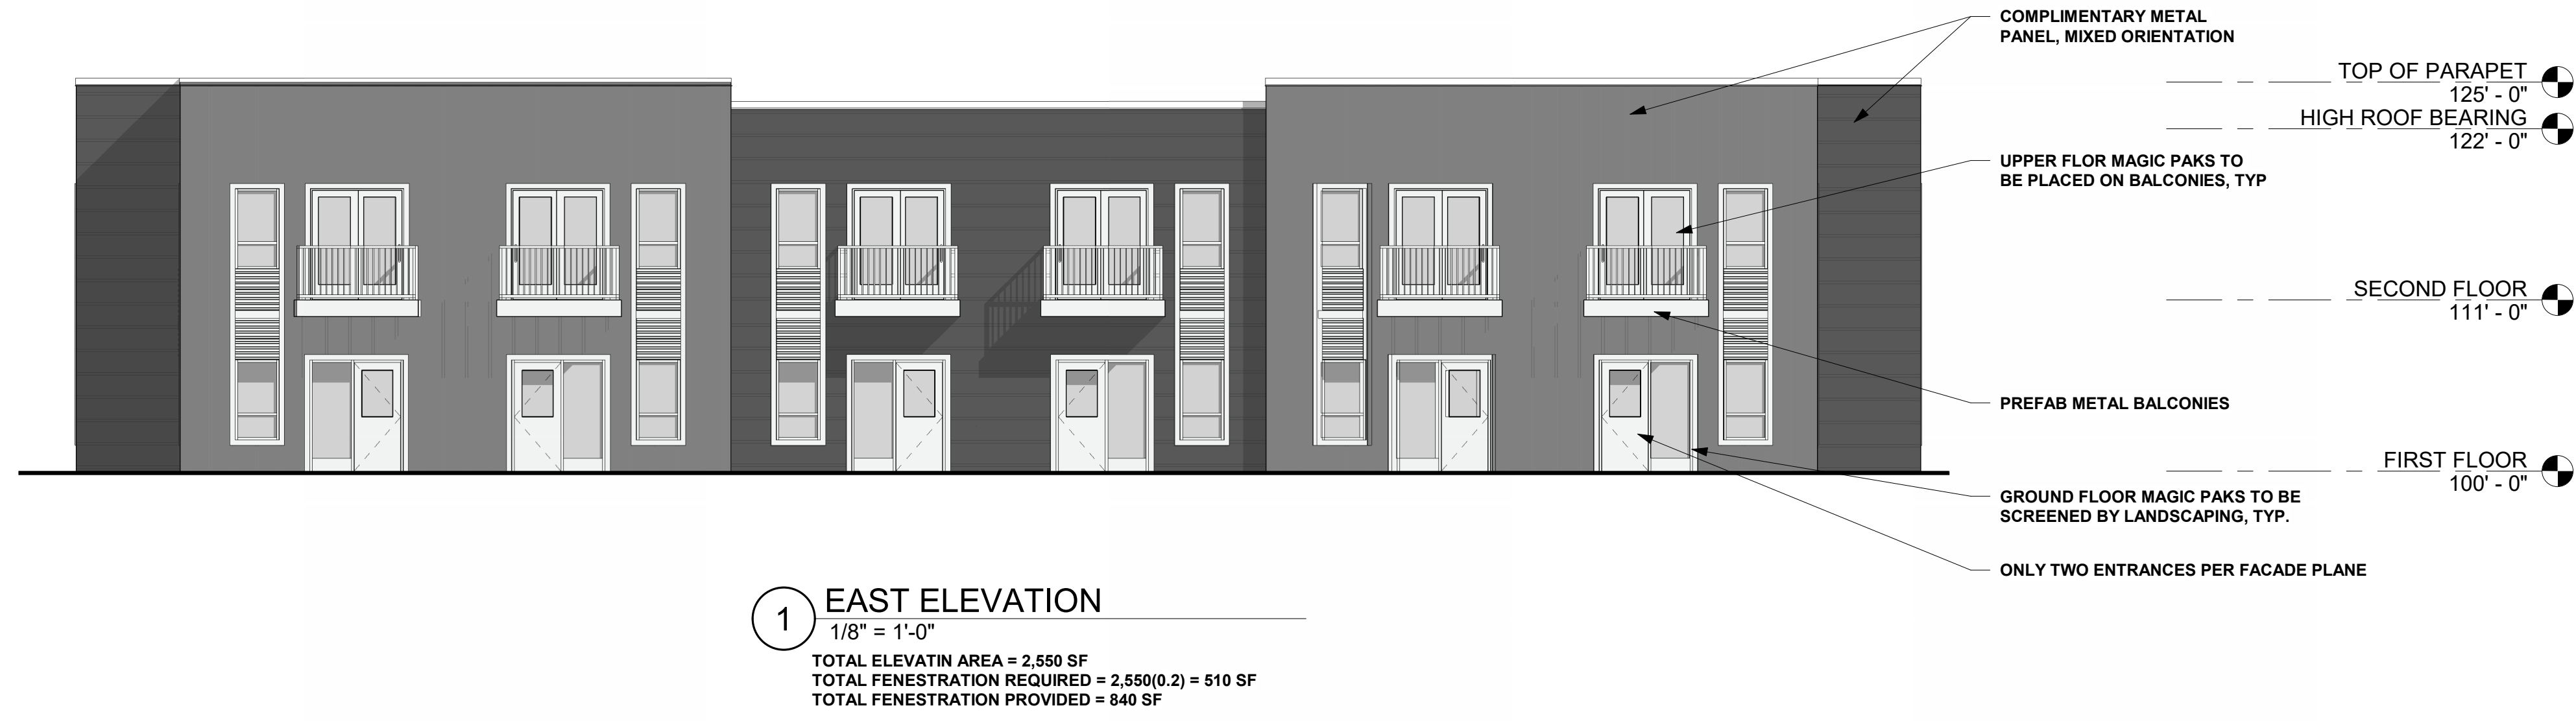 COMPLIMENTARY METAL
PANEL, MIXED ORIENTATION
TOP OF PARAPET
125' - 0"
HIGH ROOF BEARING
122' - 0"
UPPER FLOR MAGIC PAKS TO
BE PLACED ON BALCONIES, TYP
SECOND FLOOR
111' - 0"
PREFAB METAL BALCONIES
FIRST FLOOR
100' - 0"
GROUND FLOOR MAGIC PAKS TO BE
SCREENED BY LANDSCAPING, TYP.
ONLY TWO ENTRANCES PER FACADE PLANE
1
EAST ELEVATION
1/8" = 1'-0"
TOTAL ELEVATIN AREA = 2,550 SF
TOTAL FENESTRATION REQUIRED = 2,550(0.2) = 510 SF
TOTAL FENESTRATION PROVIDED = 840 SF